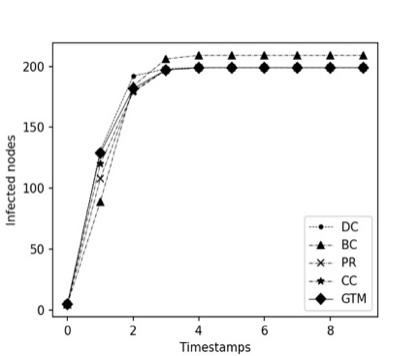 200
150
100
50
0
Infected nodes
DC
BC
PR
CC
GTM
0 2 4 6 8
Timestamps